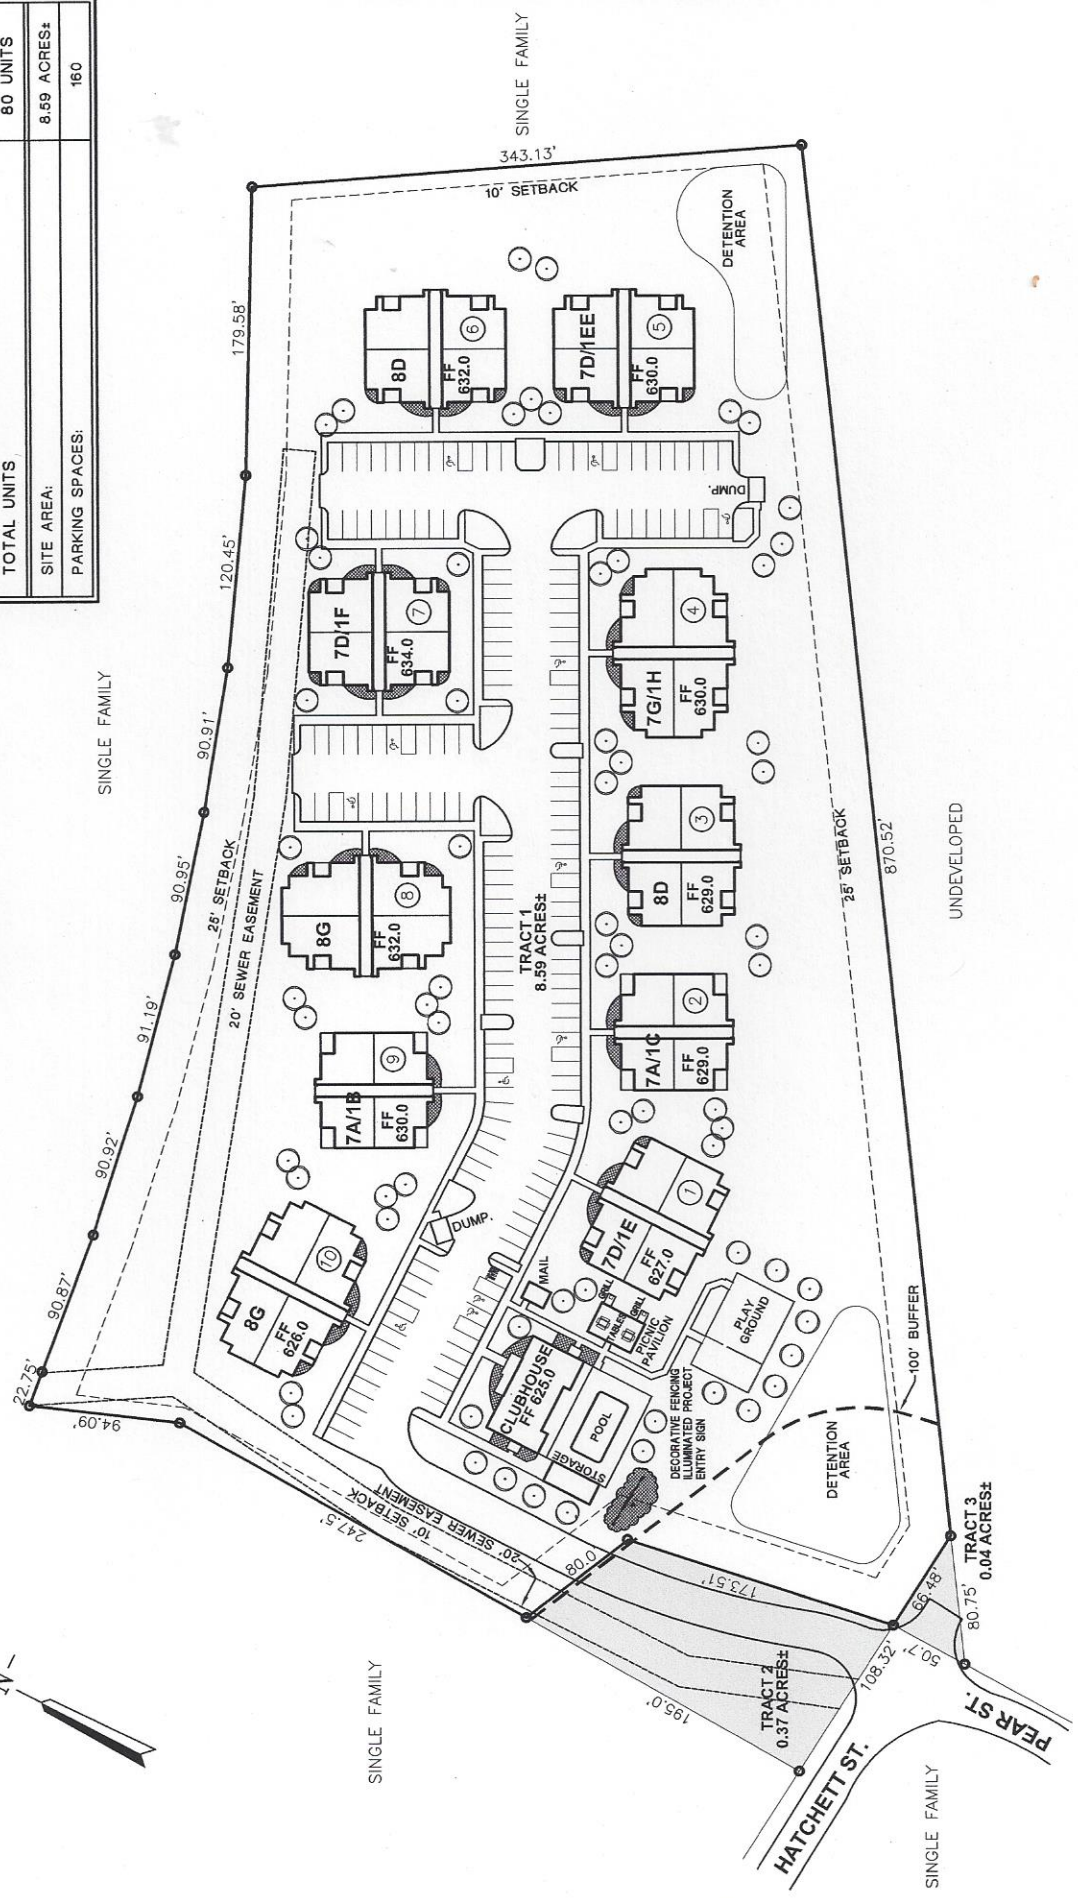 TOTAL UNITS 80 UNITS
SITE AREA: 8.59 ACRES±
PARKING SPACES: 160
SINGLE FAMILY
343.13'
10' SETBACK
DETENTION
AREA
179.58'
8D
6
FF
632.0
7D/1EE
5
FF
630.0
DUMP.
120.45'
7D/1F
7
FF
634.0
7G/1H
4
FF
630.0
SINGLE FAMILY
90.91'
90.95'
25' SETBACK
20' SEWER EASEMENT
8G
8
FF
632.0
TRACT 1
8.59 ACRES±
8D
3
FF
629.0
25' SETBACK
870.52'
UNDEVELOPED
91.19'
7A/1B
9
FF
630.0
7A/1C
2
FF
629.0
90.92'
90.87'
22.75'
94.09'
8G
10
FF
626.0
DUMP.
MAIL
7D/1E
1
FF
627.0
GRILL
TABLES
GRILL
PICNIC
PAVILION
PLAY
GROUND
CLUBHOUSE
FF 625.0
POOL
STORAGE
DECORATIVE FENCING
ILLUMINATED PROJECT
ENTRY SIGN
100' BUFFER
DETENTION
AREA
247.5'
10' SETBACK
20' SEWER EASEMENT
80.0
173.51'
66.48'
TRACT 3
0.04 ACRES±
80.75'
50.7'
108.32'
TRACT 2
0.37 ACRES±
195.0'
SINGLE FAMILY
HATCHETT ST.
PEAR ST.
SINGLE FAMILY
N